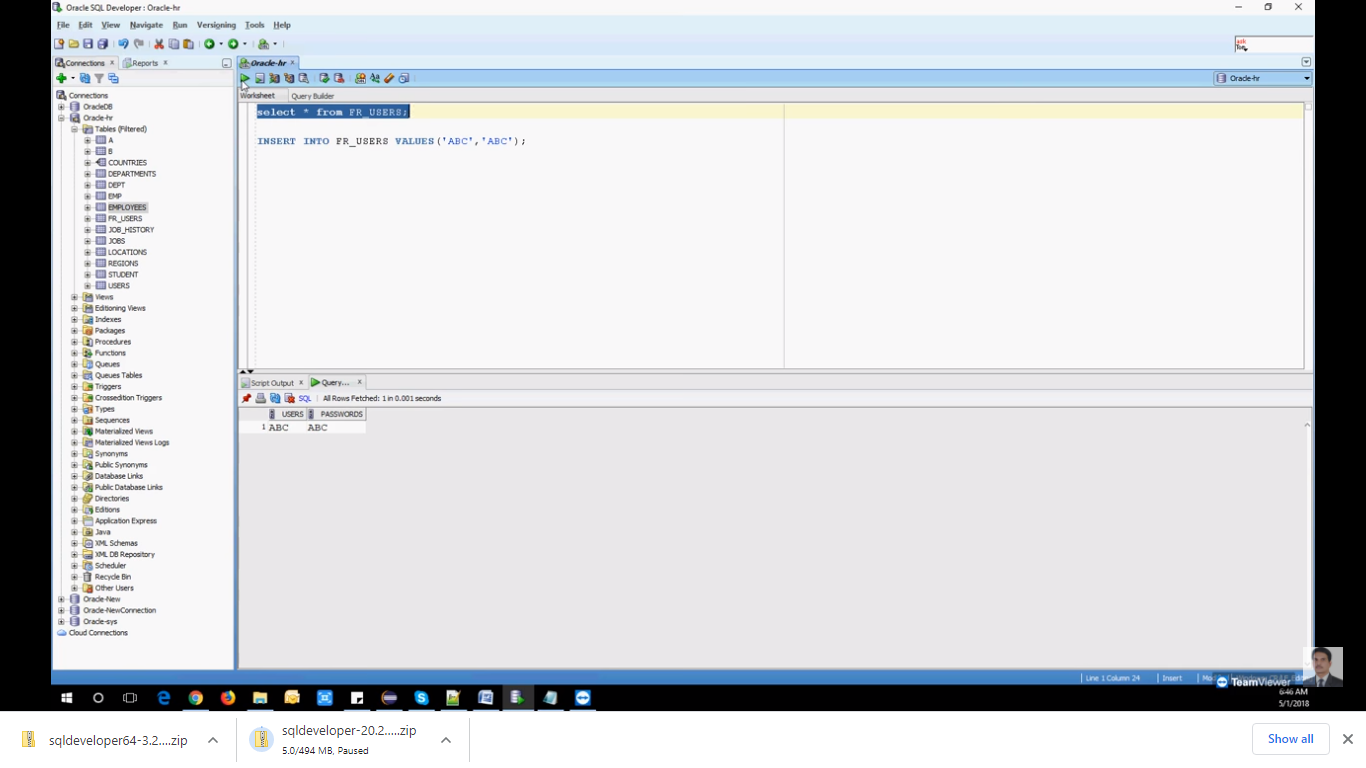 Oracle SQL Developer : Oracle-hr
File Edit View Navigate Run Versioning Tools Help
Connections Reports Oracle-hr
Oracle-hr
Worksheet Query Builder
select * from FR_USERS;
INSERT INTO FR_USERS VALUES('ABC','ABC');
Connections
OracleDB
Oracle-hr
Tables (Filtered)
A
B
COUNTRIES
DEPARTMENTS
DEPT
EMP
EMPLOYEES
FR_USERS
JOB_HISTORY
JOBS
LOCATIONS
REGIONS
STUDENT
USERS
Views
Editioning Views
Indexes
Packages
Procedures
Functions
Queues
Queues Tables
Triggers
Crossedition Triggers
Types
Sequences
Materialized Views
Materialized Views Logs
Synonyms
Public Synonyms
Database Links
Public Database Links
Directories
Editions
Application Express
Java
XML Schemas
XML DB Repository
Scheduler
Recycle Bin
Other Users
Oracle-New
Oracle-NewConnection
Oracle-sys
Cloud Connections
Script Output Query...
SQL All Rows Fetched: 1 in 0.001 seconds
USERS PASSWORDS
1 ABC ABC
Line 1 Column 24 Insert
TeamViewer
6:46 AM
5/1/2018
sqldeveloper64-3.2....zip
sqldeveloper-20.2.....zip
5.0/494 MB, Paused
Show all